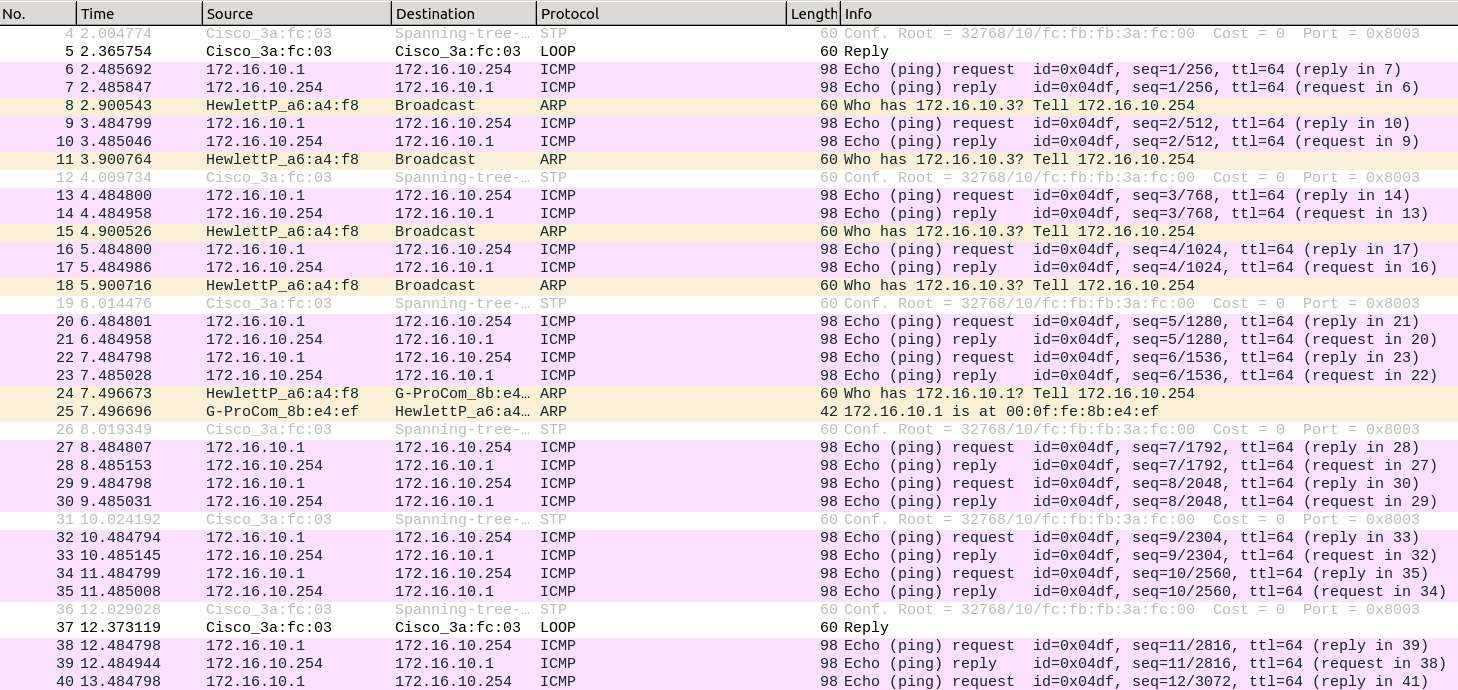 No. Time Source Destination Protocol Length Info
4 2.004774 Cisco_3a:fc:03 Spanning-tree-… STP 60 Conf. Root = 32768/10/fc:fb:fb:3a:fc:00 Cost = 0 Port = 0x8003
5 2.365754 Cisco_3a:fc:03 Cisco_3a:fc:03 LOOP 60 Reply
6 2.485692 172.16.10.1 172.16.10.254 ICMP 98 Echo (ping) request id=0x04df, seq=1/256, ttl=64 (reply in 7)
7 2.485847 172.16.10.254 172.16.10.1 ICMP 98 Echo (ping) reply id=0x04df, seq=1/256, ttl=64 (request in 6)
8 2.900543 HewlettP_a6:a4:f8 Broadcast ARP 60 Who has 172.16.10.3? Tell 172.16.10.254
9 3.484799 172.16.10.1 172.16.10.254 ICMP 98 Echo (ping) request id=0x04df, seq=2/512, ttl=64 (reply in 10)
10 3.485046 172.16.10.254 172.16.10.1 ICMP 98 Echo (ping) reply id=0x04df, seq=2/512, ttl=64 (request in 9)
11 3.900764 HewlettP_a6:a4:f8 Broadcast ARP 60 Who has 172.16.10.3? Tell 172.16.10.254
12 4.009734 Cisco_3a:fc:03 Spanning-tree-… STP 60 Conf. Root = 32768/10/fc:fb:fb:3a:fc:00 Cost = 0 Port = 0x8003
13 4.484800 172.16.10.1 172.16.10.254 ICMP 98 Echo (ping) request id=0x04df, seq=3/768, ttl=64 (reply in 14)
14 4.484958 172.16.10.254 172.16.10.1 ICMP 98 Echo (ping) reply id=0x04df, seq=3/768, ttl=64 (request in 13)
15 4.900526 HewlettP_a6:a4:f8 Broadcast ARP 60 Who has 172.16.10.3? Tell 172.16.10.254
16 5.484800 172.16.10.1 172.16.10.254 ICMP 98 Echo (ping) request id=0x04df, seq=4/1024, ttl=64 (reply in 17)
17 5.484986 172.16.10.254 172.16.10.1 ICMP 98 Echo (ping) reply id=0x04df, seq=4/1024, ttl=64 (request in 16)
18 5.900716 HewlettP_a6:a4:f8 Broadcast ARP 60 Who has 172.16.10.3? Tell 172.16.10.254
19 6.014476 Cisco_3a:fc:03 Spanning-tree-… STP 60 Conf. Root = 32768/10/fc:fb:fb:3a:fc:00 Cost = 0 Port = 0x8003
20 6.484801 172.16.10.1 172.16.10.254 ICMP 98 Echo (ping) request id=0x04df, seq=5/1280, ttl=64 (reply in 21)
21 6.484958 172.16.10.254 172.16.10.1 ICMP 98 Echo (ping) reply id=0x04df, seq=5/1280, ttl=64 (request in 20)
22 7.484798 172.16.10.1 172.16.10.254 ICMP 98 Echo (ping) request id=0x04df, seq=6/1536, ttl=64 (reply in 23)
23 7.485028 172.16.10.254 172.16.10.1 ICMP 98 Echo (ping) reply id=0x04df, seq=6/1536, ttl=64 (request in 22)
24 7.496673 HewlettP_a6:a4:f8 G-ProCom_8b:e4… ARP 60 Who has 172.16.10.1? Tell 172.16.10.254
25 7.496696 G-ProCom_8b:e4:ef HewlettP_a6:a4… ARP 42 172.16.10.1 is at 00:0f:fe:8b:e4:ef
26 8.019349 Cisco_3a:fc:03 Spanning-tree-… STP 60 Conf. Root = 32768/10/fc:fb:fb:3a:fc:00 Cost = 0 Port = 0x8003
27 8.484807 172.16.10.1 172.16.10.254 ICMP 98 Echo (ping) request id=0x04df, seq=7/1792, ttl=64 (reply in 28)
28 8.485153 172.16.10.254 172.16.10.1 ICMP 98 Echo (ping) reply id=0x04df, seq=7/1792, ttl=64 (request in 27)
29 9.484798 172.16.10.1 172.16.10.254 ICMP 98 Echo (ping) request id=0x04df, seq=8/2048, ttl=64 (reply in 30)
30 9.485031 172.16.10.254 172.16.10.1 ICMP 98 Echo (ping) reply id=0x04df, seq=8/2048, ttl=64 (request in 29)
31 10.024192 Cisco_3a:fc:03 Spanning-tree-… STP 60 Conf. Root = 32768/10/fc:fb:fb:3a:fc:00 Cost = 0 Port = 0x8003
32 10.484794 172.16.10.1 172.16.10.254 ICMP 98 Echo (ping) request id=0x04df, seq=9/2304, ttl=64 (reply in 33)
33 10.485145 172.16.10.254 172.16.10.1 ICMP 98 Echo (ping) reply id=0x04df, seq=9/2304, ttl=64 (request in 32)
34 11.484799 172.16.10.1 172.16.10.254 ICMP 98 Echo (ping) request id=0x04df, seq=10/2560, ttl=64 (reply in 35)
35 11.485008 172.16.10.254 172.16.10.1 ICMP 98 Echo (ping) reply id=0x04df, seq=10/2560, ttl=64 (request in 34)
36 12.029028 Cisco_3a:fc:03 Spanning-tree-… STP 60 Conf. Root = 32768/10/fc:fb:fb:3a:fc:00 Cost = 0 Port = 0x8003
37 12.373119 Cisco_3a:fc:03 Cisco_3a:fc:03 LOOP 60 Reply
38 12.484798 172.16.10.1 172.16.10.254 ICMP 98 Echo (ping) request id=0x04df, seq=11/2816, ttl=64 (reply in 39)
39 12.484944 172.16.10.254 172.16.10.1 ICMP 98 Echo (ping) reply id=0x04df, seq=11/2816, ttl=64 (request in 38)
40 13.484798 172.16.10.1 172.16.10.254 ICMP 98 Echo (ping) request id=0x04df, seq=12/3072, ttl=64 (reply in 41)